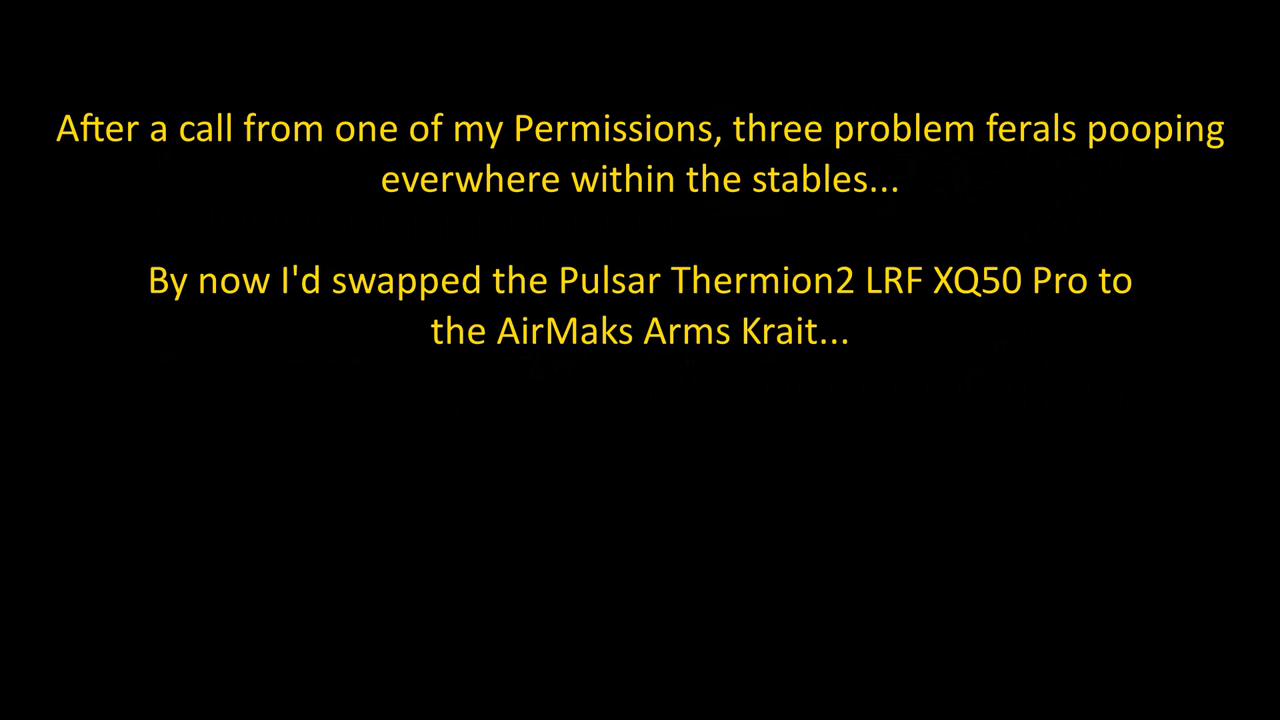 After a call from one of my Permissions, three problem ferals pooping
everwhere within the stables...
By now I'd swapped the Pulsar Thermion2 LRF XQ50 Pro to
the AirMaks Arms Krait...